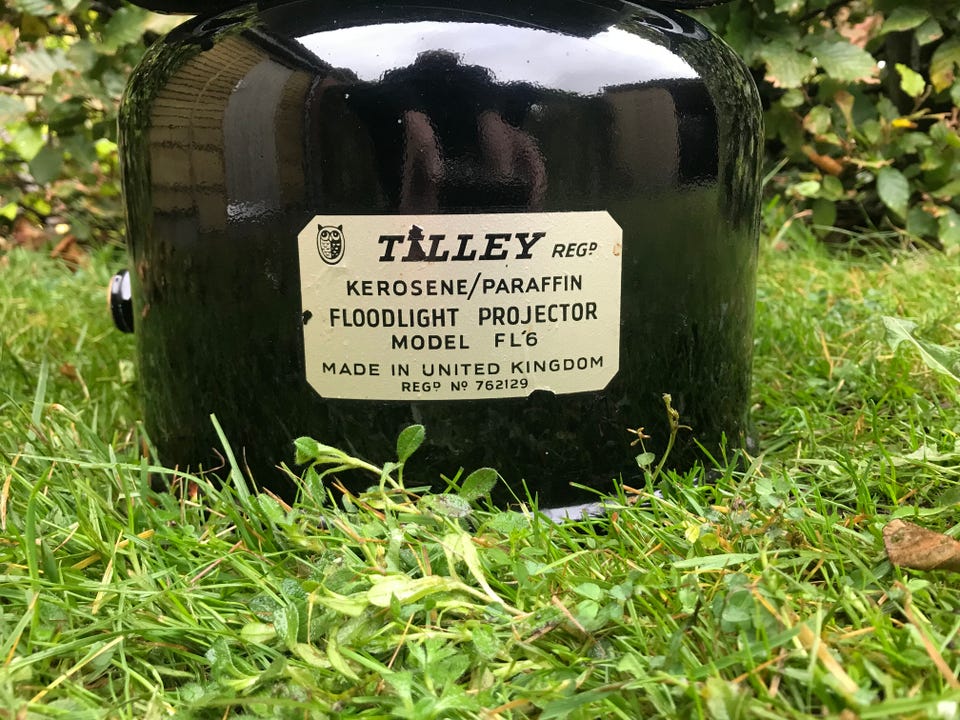 TILLEY REGD
KEROSENE/PARAFFIN
FLOODLIGHT PROJECTOR
MODEL FL6
MADE IN UNITED KINGDOM
REGD No 762129